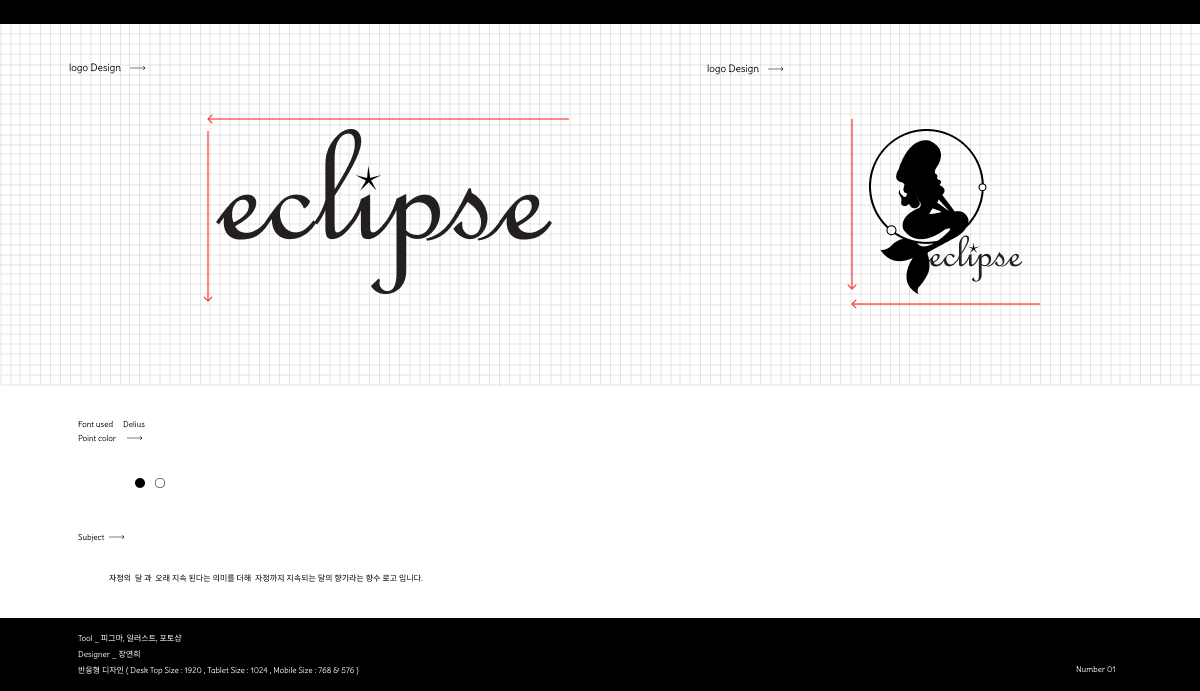 logo Design
logo Design
eclipse
eclipse
Font used Delius
Point color
Subject
자정의 달 과 오래 지속 된다는 의미를 더해 자정까지 지속되는 달의 향기라는 향수 로고 입니다.
Tool _ 피그마, 일러스트, 포토샵
Designer _ 장연희
반응형 디자인 ( Desk Top Size : 1920 , Tablet Size : 1024 , Mobile Size : 768 & 576 )
Number 01